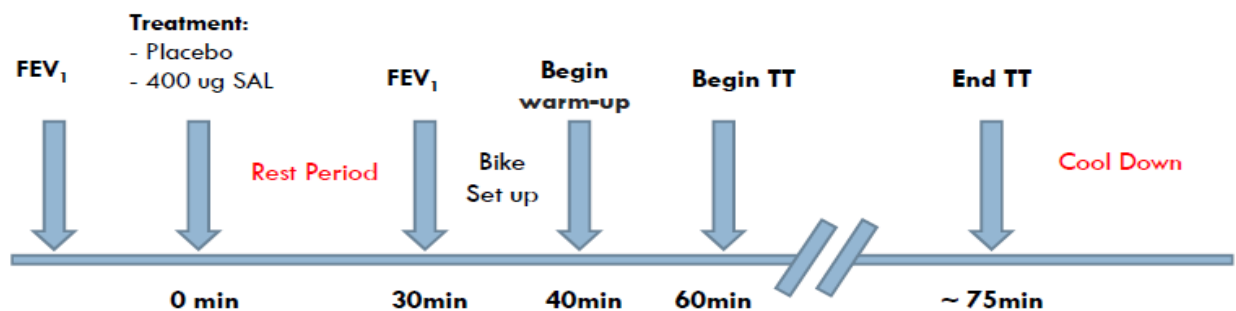 Treatment:
- Placebo
- 400 ug SAL
FEV₁
FEV₁
Begin
warm-up
Begin TT
End TT
Rest Period
Bike
Set up
Cool Down
0 min
30min
40min
60min
~ 75min